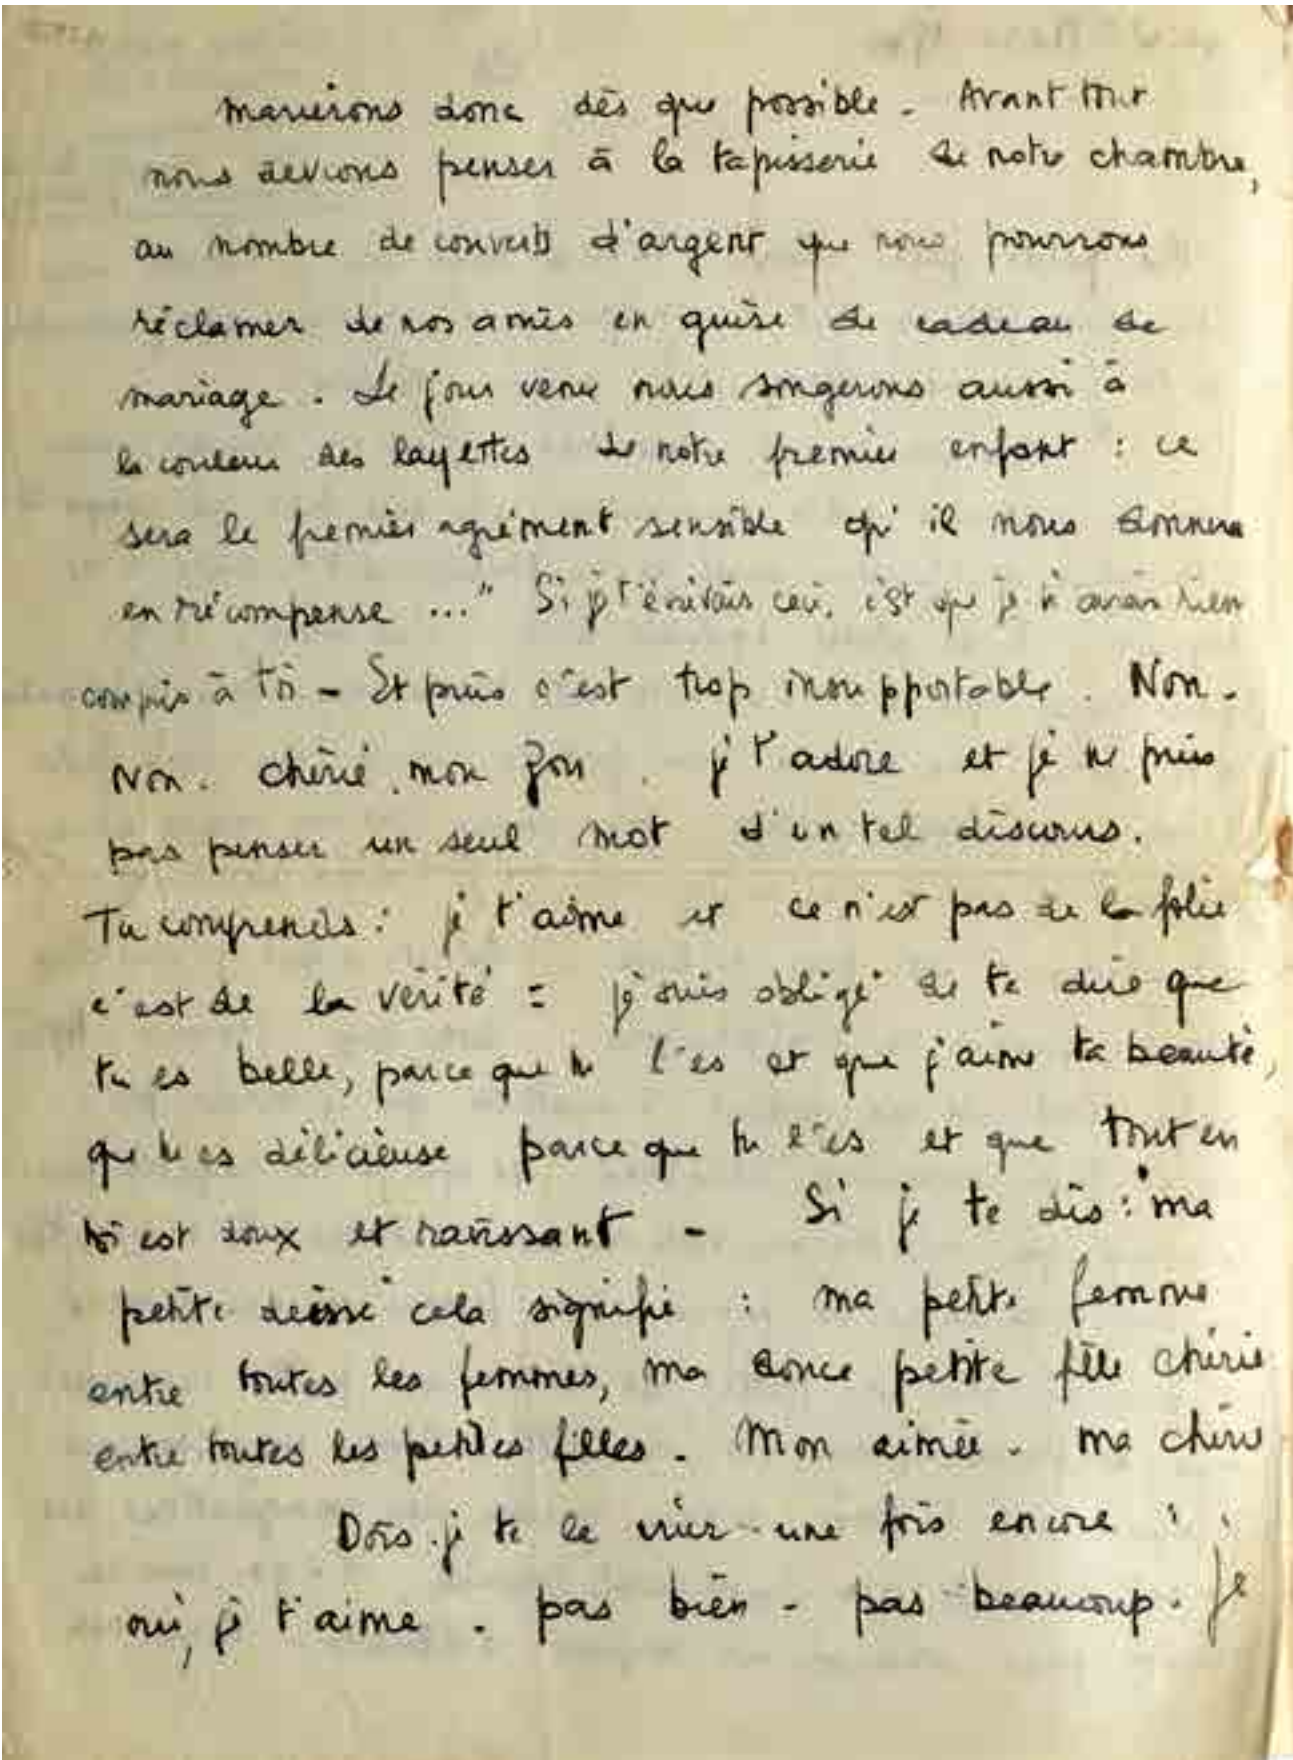 marierons donc dès que possible - Avant tout
nous devrons penser à la tapisserie de notre chambre,
au nombre de couverts d'argent que nous pourrons
réclamer de nos amis en guise de cadeau de
mariage. Le jour venu nous songerons aussi à
la couleur des layettes de notre premier enfant : ce
sera le premier agrément sensible qu'il nous donnera
en récompense ..." Si je t'écrivais ceci, c'est que je n'aurais rien
compris à toi - Et puis c'est trop insupportable. Non.
Non. chérie, mon Zon. je t'adore et je ne puis
pas penser un seul mot d'un tel discours.
Tu comprends : je t'aime et ce n'est pas de la folie
c'est de la vérité = je suis obligé de te dire que
tu es belle, parce que tu l'es et que j'aime ta beauté,
que tu es délicieuse parce que tu l'es et que tout en
toi est doux et ravissant - Si je te dis : "ma
petite déesse" cela signifie : ma petite femme
entre toutes les femmes, ma douce petite fille chérie
entre toutes les petites filles. Mon aimée. ma chérie
Dois-je te le crier une fois encore :
oui, je t'aime. pas bien - pas beaucoup. Je